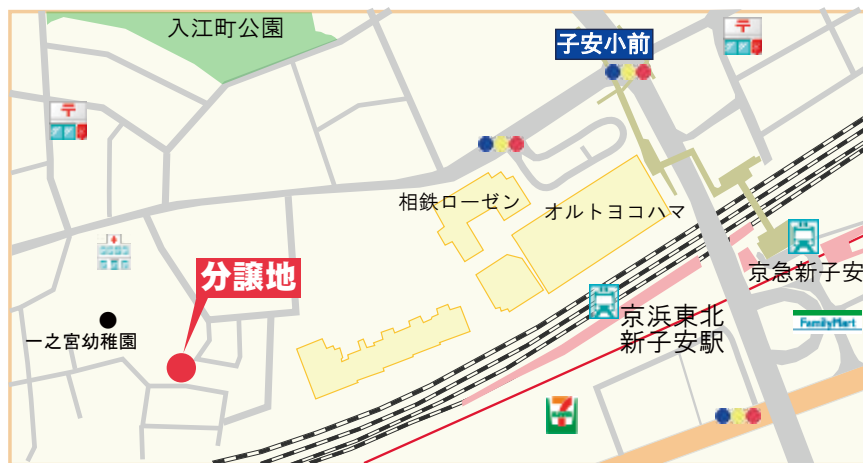 入江町公園
子安小前
相鉄ローゼン
オルトヨコハマ
分譲地
京急新子安
京浜東北
新子安駅
FamilyMart
一之宮幼稚園
7